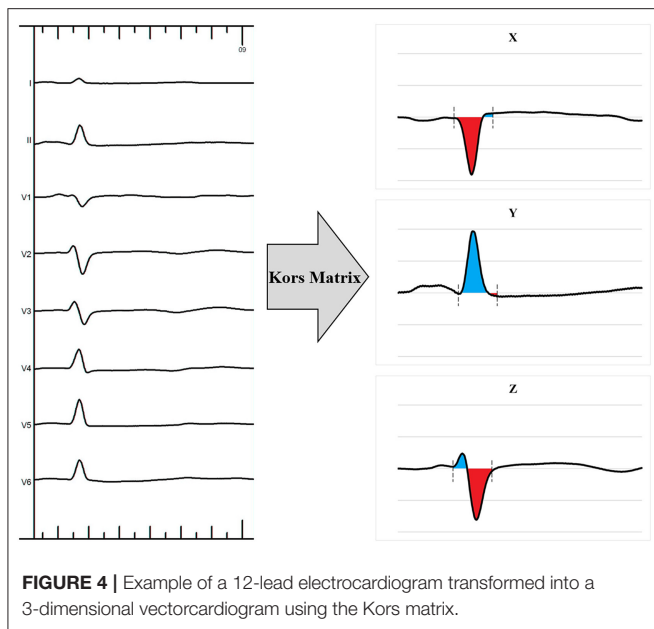 09
I
II
V1
V2
V3
V4
V5
V6
Kors Matrix
X
Y
Z
FIGURE 4 | Example of a 12-lead electrocardiogram transformed into a
3-dimensional vectorcardiogram using the Kors matrix.